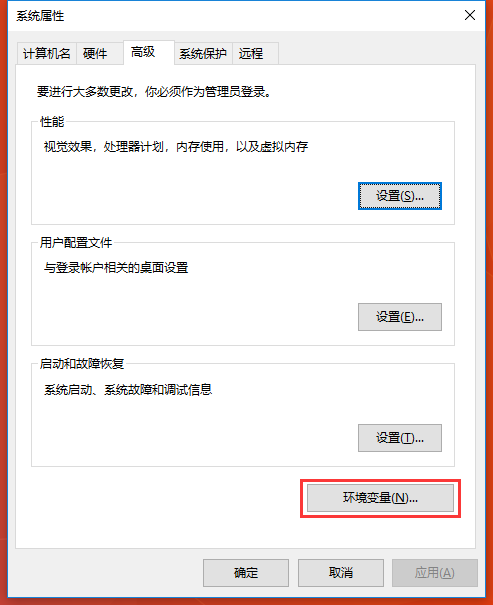 系统属性
计算机名 硬件 高级 系统保护 远程
要进行大多数更改，你必须作为管理员登录。
性能
视觉效果，处理器计划，内存使用，以及虚拟内存
设置(S)...
用户配置文件
与登录帐户相关的桌面设置
设置(E)...
启动和故障恢复
系统启动、系统故障和调试信息
设置(T)...
环境变量(N)...
确定 取消 应用(A)